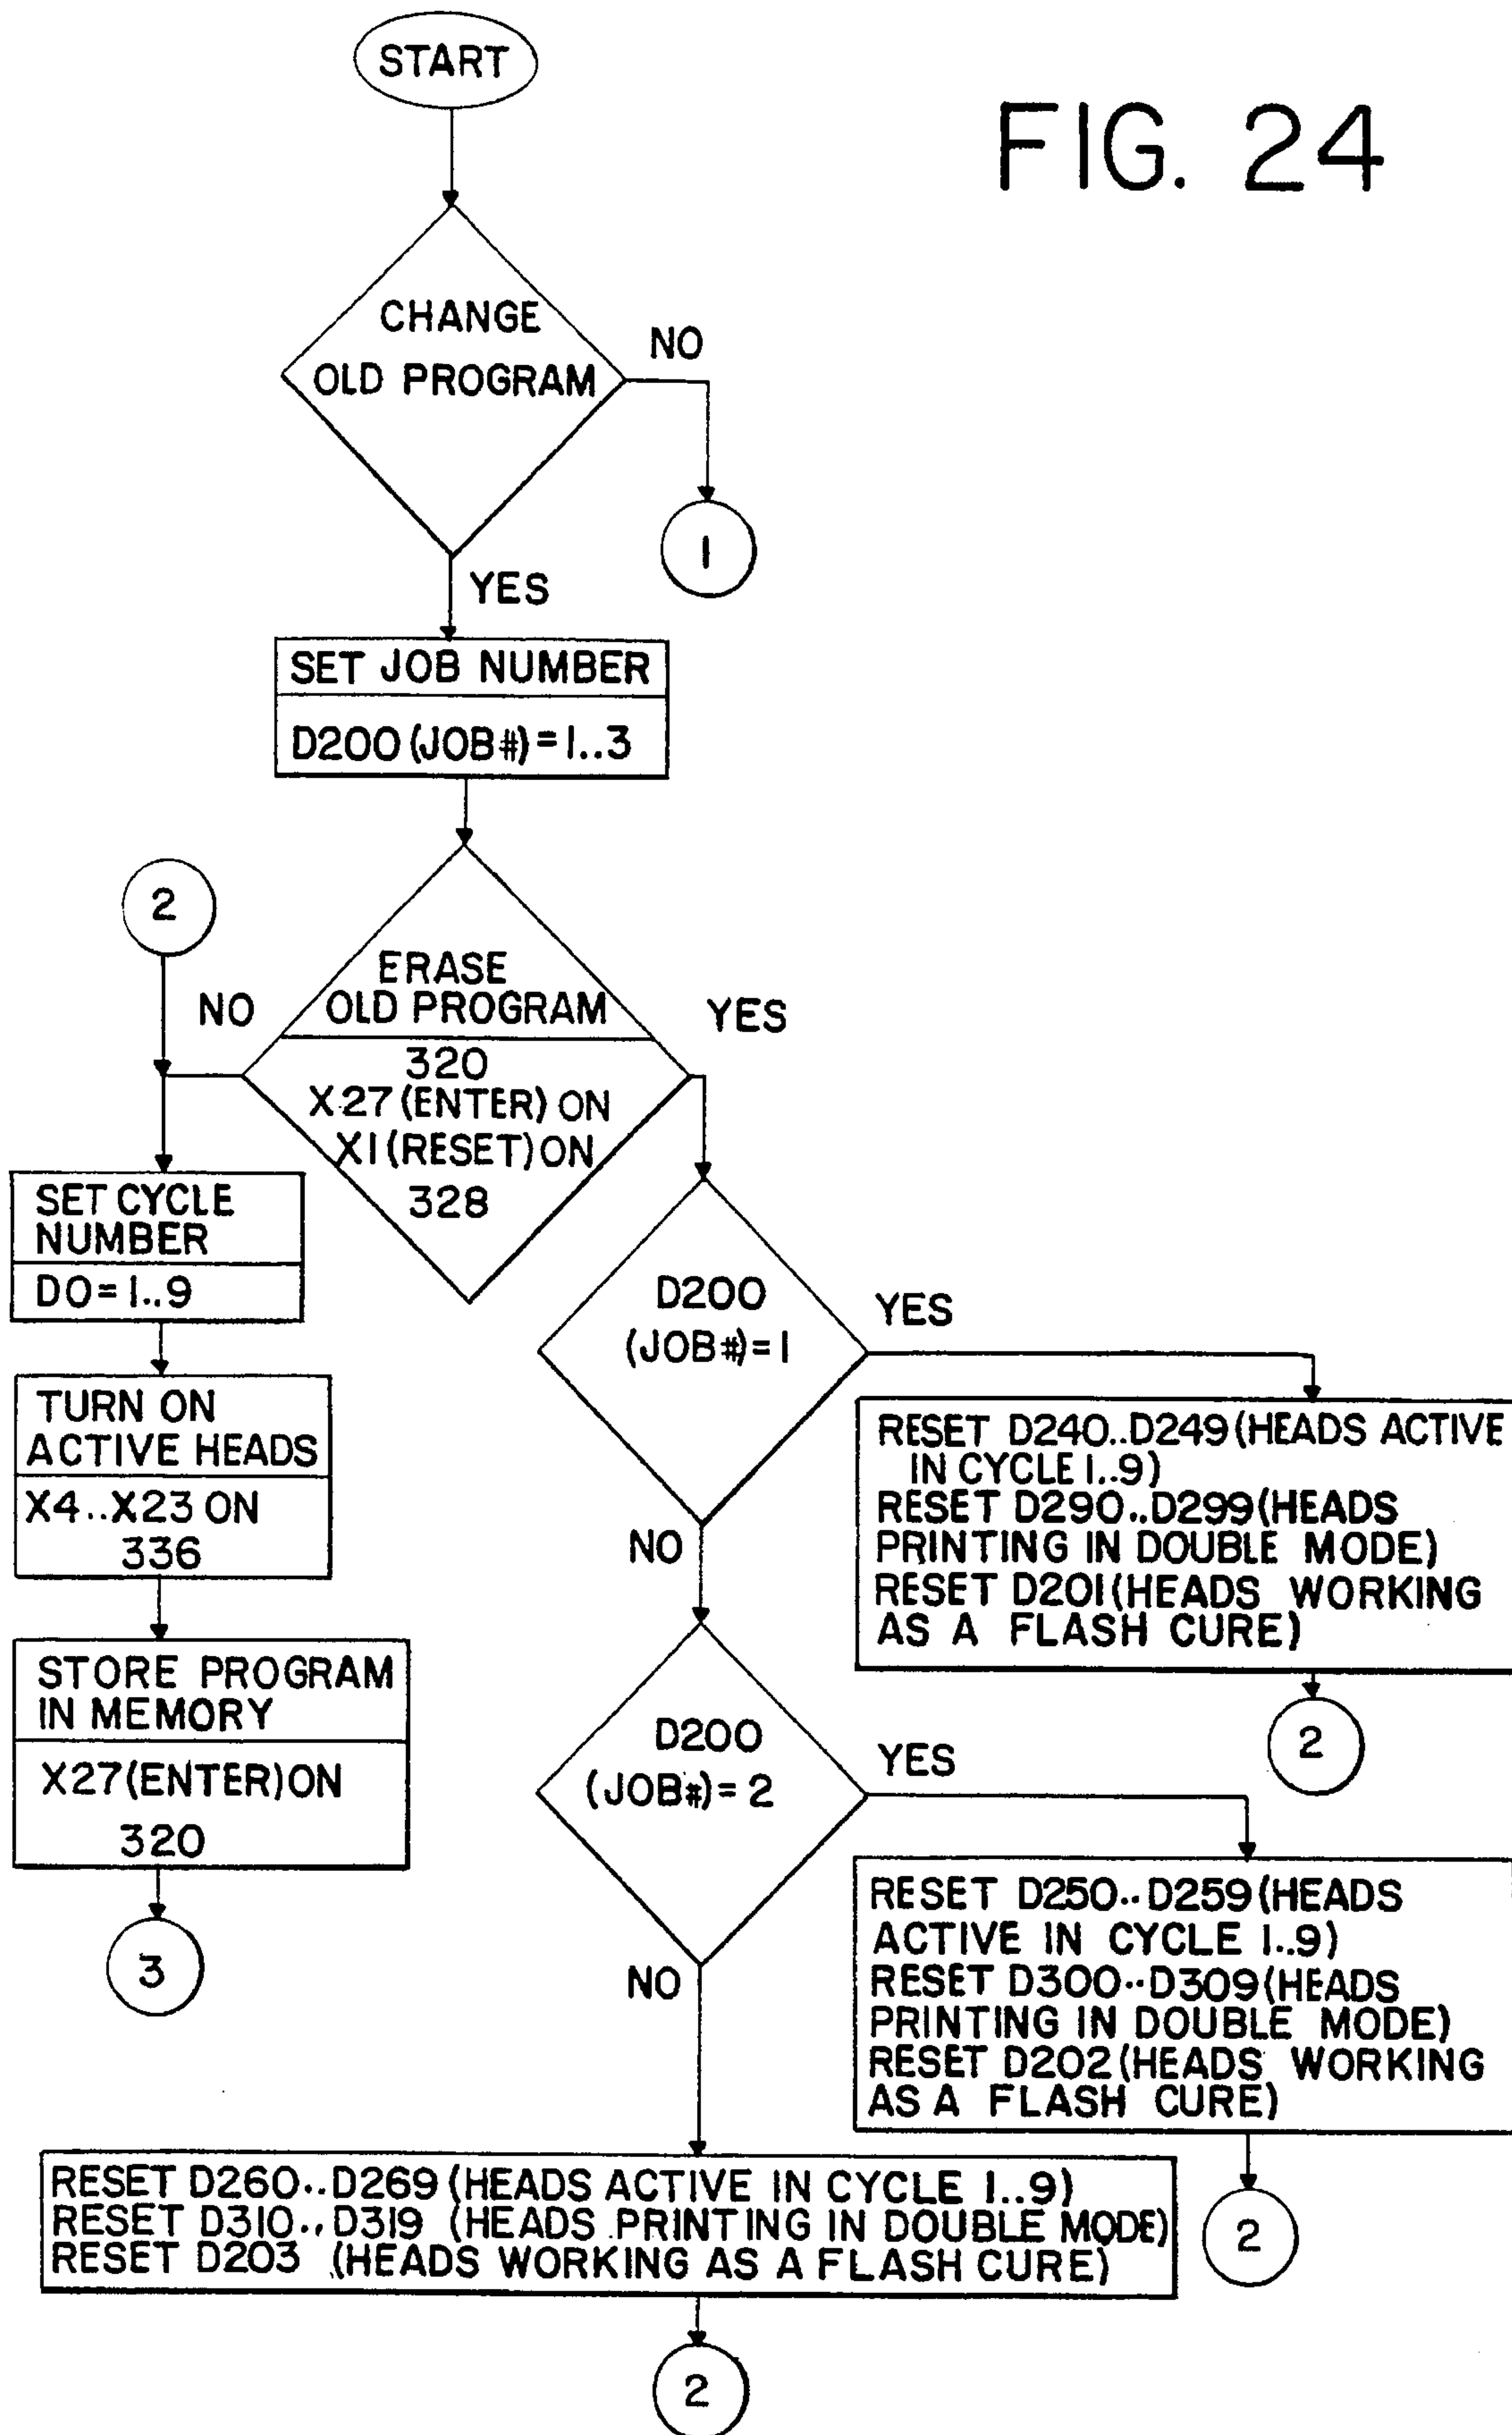 START
FIG. 24
CHANGE
OLD PROGRAM
NO
1
YES
SET JOB NUMBER
D200 (JOB#)=1..3
2
NO
ERASE
OLD PROGRAM
YES
320
X27 (ENTER) ON
X1 (RESET) ON
328
SET CYCLE
NUMBER
D0=1..9
TURN ON
ACTIVE HEADS
X4..X23 ON
336
STORE PROGRAM
IN MEMORY
X27 (ENTER) ON
320
3
D200
(JOB#)=1
YES
NO
RESET D240..D249 (HEADS ACTIVE
IN CYCLE 1..9)
RESET D290..D299 (HEADS
PRINTING IN DOUBLE MODE)
RESET D201 (HEADS WORKING
AS A FLASH CURE)
2
D200
(JOB#)=2
YES
NO
RESET D250..D259 (HEADS
ACTIVE IN CYCLE 1..9)
RESET D300..D309 (HEADS
PRINTING IN DOUBLE MODE)
RESET D202 (HEADS WORKING
AS A FLASH CURE)
2
RESET D260..D269 (HEADS ACTIVE IN CYCLE 1..9)
RESET D310..D319 (HEADS PRINTING IN DOUBLE MODE)
RESET D203 (HEADS WORKING AS A FLASH CURE)
2